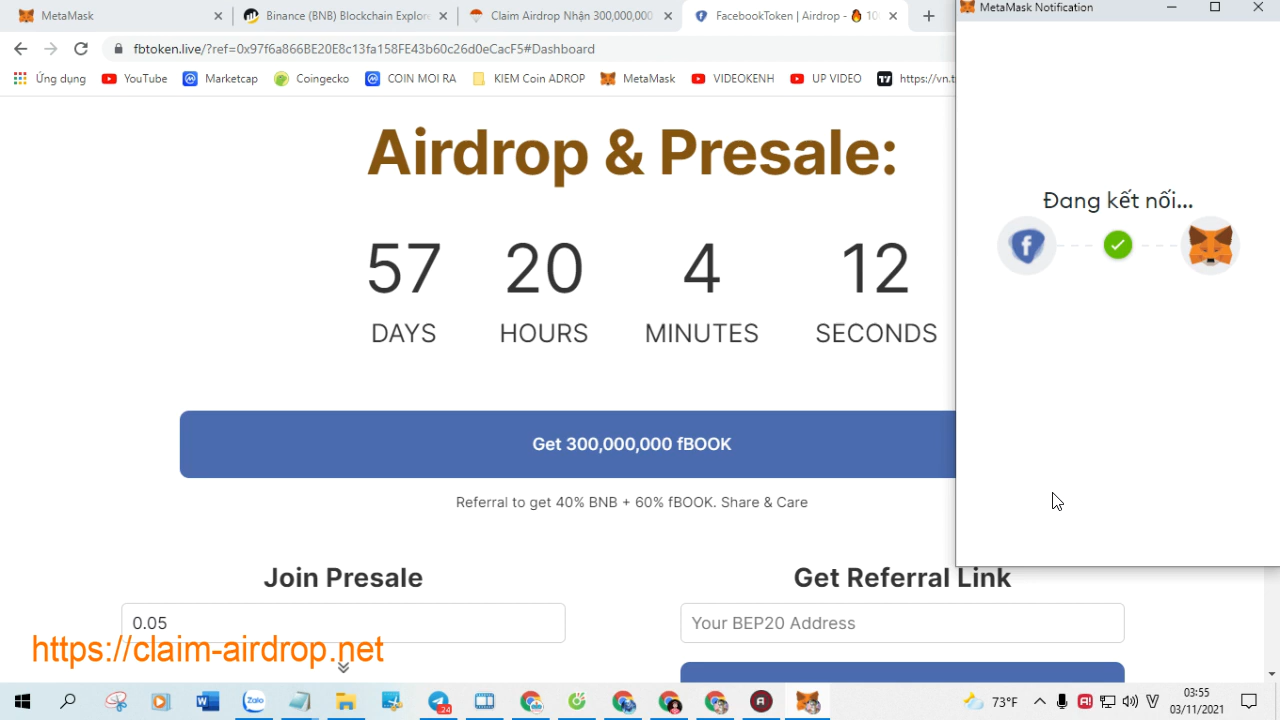 MetaMask
Binance (BNB) Blockchain Explore
Claim Airdrop Nhận 300,000,000
FacebookToken | Airdrop - 🔥 10
MetaMask Notification
fbtoken.live/?ref=0x97f6a866BE20E8c13fa158FE43b60c26d0eCacF5#Dashboard
Ứng dụng
YouTube
Marketcap
Coingecko
COIN MOI RA
KIEM Coin ADROP
MetaMask
VIDEOKENH
UP VIDEO
https://vn.t
Airdrop & Presale:
Đang kết nối...
57 20 4 12
DAYS HOURS MINUTES SECONDS
Get 300,000,000 fBOOK
Referral to get 40% BNB + 60% fBOOK. Share & Care
Join Presale
Get Referral Link
0.05
Your BEP20 Address
https://claim-airdrop.net
Zalo
24
73°F
03:55
03/11/2021